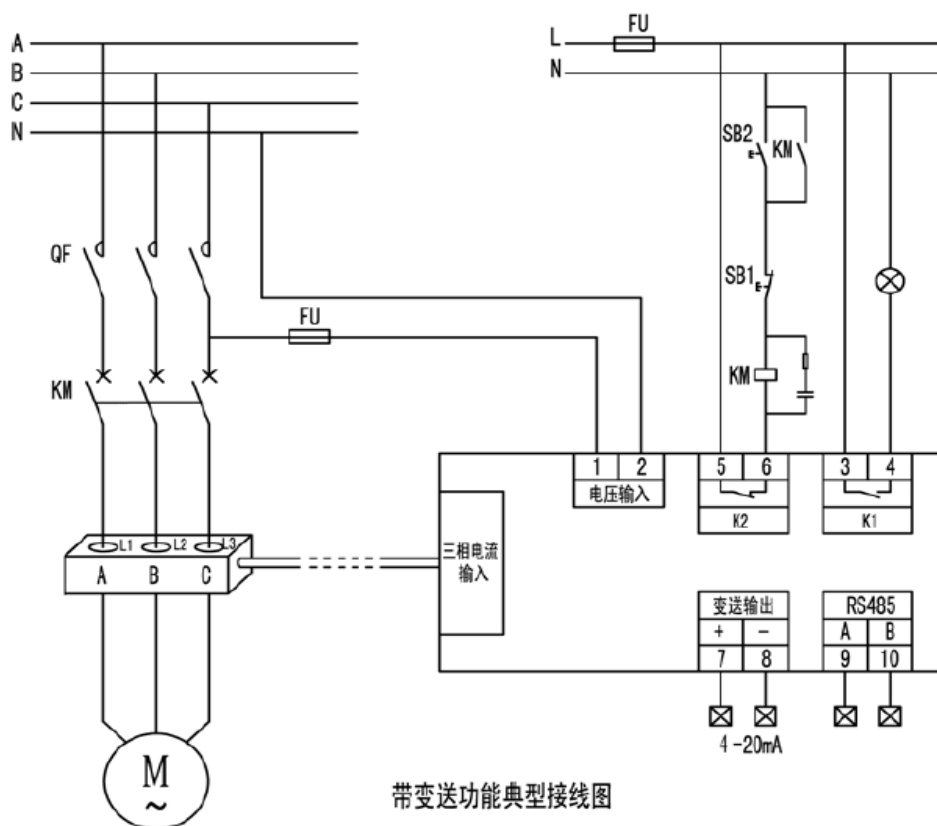 A
B
C
N
L
N
FU
SB2
KM
QF
SB1
FU
KM
KM
1 2
电压输入
5 6
K2
3 4
K1
L1 L2 L3
A B C
三相电流
输入
变送输出
+ -
7 8
RS485
A B
9 10
4-20mA
M
~
带变送功能典型接线图